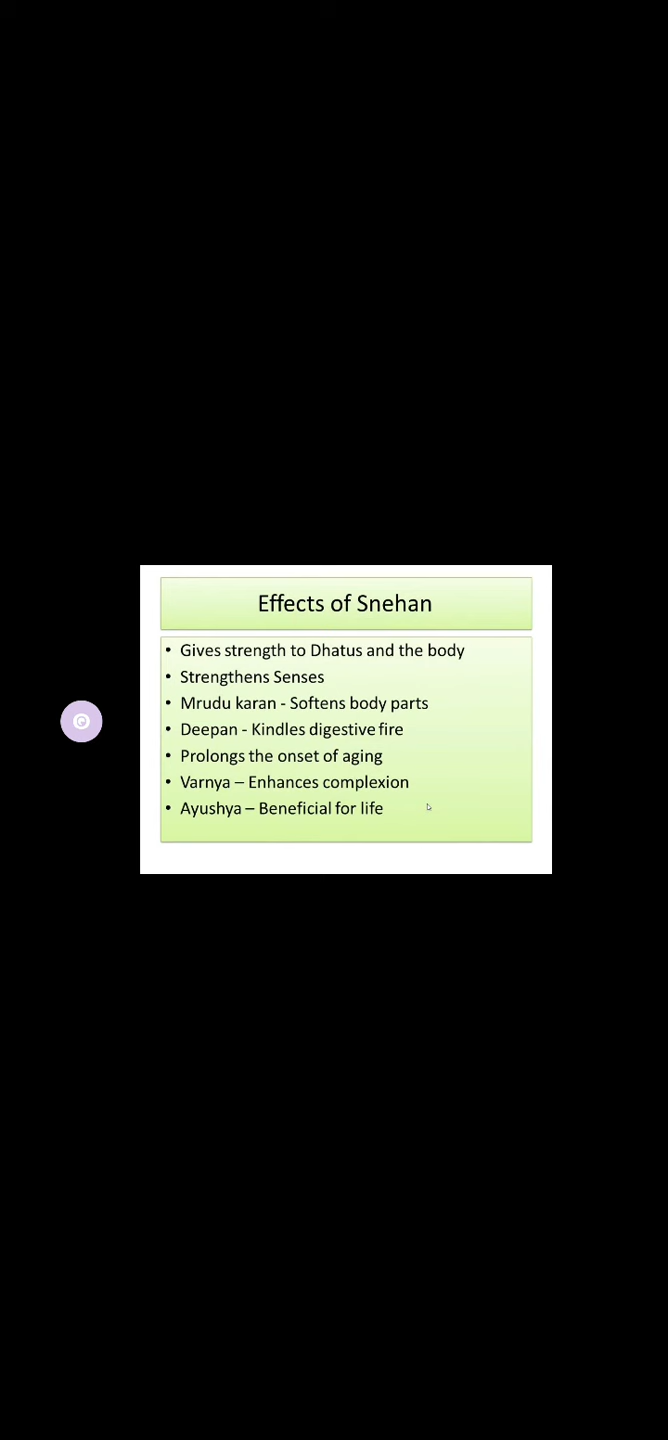 Effects of Snehan
• Gives strength to Dhatus and the body
• Strengthens Senses
• Mrudu karan - Softens body parts
• Deepan - Kindles digestive fire
• Prolongs the onset of aging
• Varnya – Enhances complexion
• Ayushya – Beneficial for life